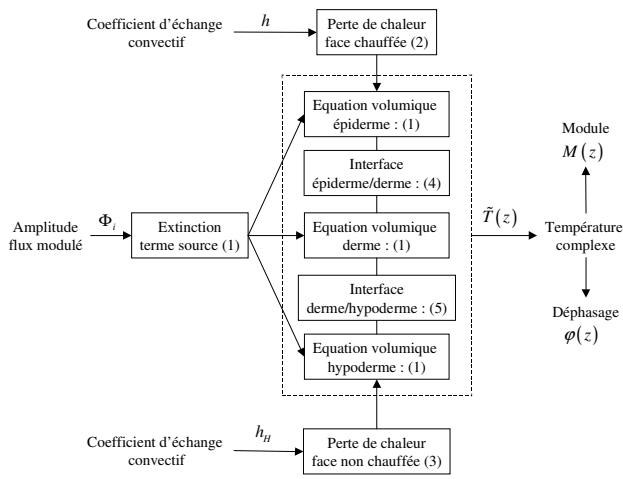 Coefficient d'échange
convectif
h
Perte de chaleur
face chauffée (2)
Equation volumique
épiderme : (1)
Interface
épiderme/derme : (4)
Amplitude
flux modulé
Φi
Extinction
terme source (1)
Equation volumique
derme : (1)
T̃(z)
Module
M(z)
Température
complexe
Déphasage
φ(z)
Interface
derme/hypoderme : (5)
Equation volumique
hypoderme : (1)
Coefficient d'échange
convectif
hH
Perte de chaleur
face non chauffée (3)